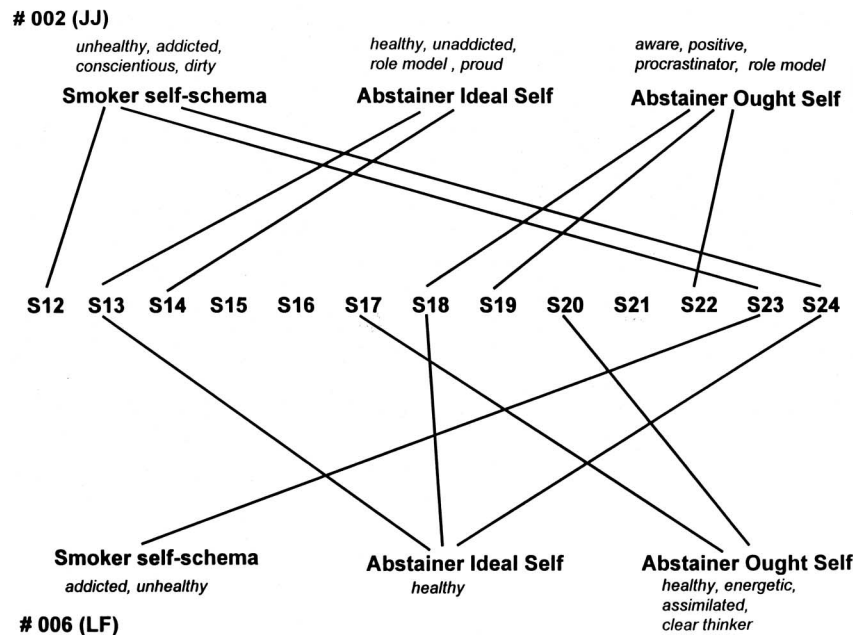 # 002 (JJ)
unhealthy, addicted,
conscientious, dirty
Smoker self-schema
healthy, unaddicted,
role model , proud
Abstainer Ideal Self
aware, positive,
procrastinator, role model
Abstainer Ought Self
S12 S13 S14 S15 S16 S17 S18 S19 S20 S21 S22 S23 S24
Smoker self-schema
addicted, unhealthy
Abstainer Ideal Self
healthy
Abstainer Ought Self
healthy, energetic,
assimilated,
clear thinker
# 006 (LF)